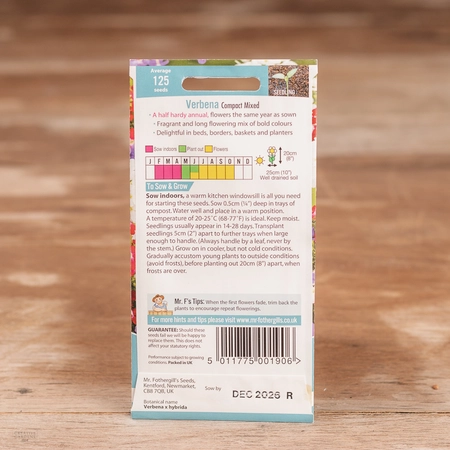 Average
125
seeds
SEEDLING
Verbena Compact Mixed
• A half hardy annual, flowers the same year as sown
• Fragrant and long flowering mix of bold colours
• Delightful in beds, borders, baskets and planters
Sow indoors Plant out Flowers
J F M A M J J A S O N D
20cm
(8")
25cm (10")
Well drained soil
To Sow & Grow
Sow indoors, a warm kitchen windowsill is all you need
for starting these seeds. Sow 0.5cm (¼") deep in trays of
compost. Water well and place in a warm position.
A temperature of 20-25˚C (68-77˚F) is ideal. Keep moist.
Seedlings usually appear in 14-28 days. Transplant
seedlings 5cm (2") apart to further trays when large
enough to handle. (Always handle by a leaf, never by
the stem.) Grow on in cooler, but not cold conditions.
Gradually accustom young plants to outside conditions
(avoid frosts), before planting out 20cm (8") apart, when
frosts are over.
Mr. F's Tips: When the first flowers fade, trim back the
plants to encourage repeat flowerings.
For more hints and tips please visit www.mr-fothergills.co.uk
GUARANTEE: Should these
seeds fail we will be happy to
replace them. This does not
affect your statutory rights.
Performance subject to growing
conditions. Packed in UK
5 011775 001906 >
Mr. Fothergill's Seeds,
Kentford, Newmarket,
CB8 7QB, UK
Sow by
DEC 2026 R
Botanical name
Verbena x hybrida